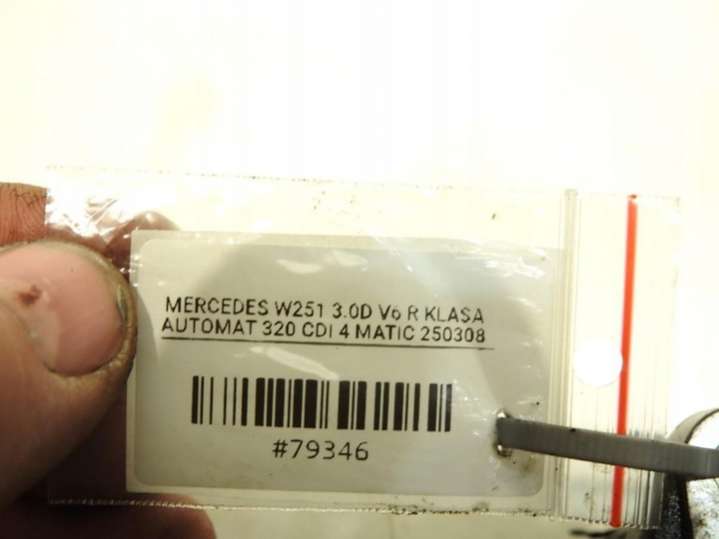 MERCEDES W251 3.0D V6 R KLASA
AUTOMAT 320 CDI 4 MATIC 250308
#79346